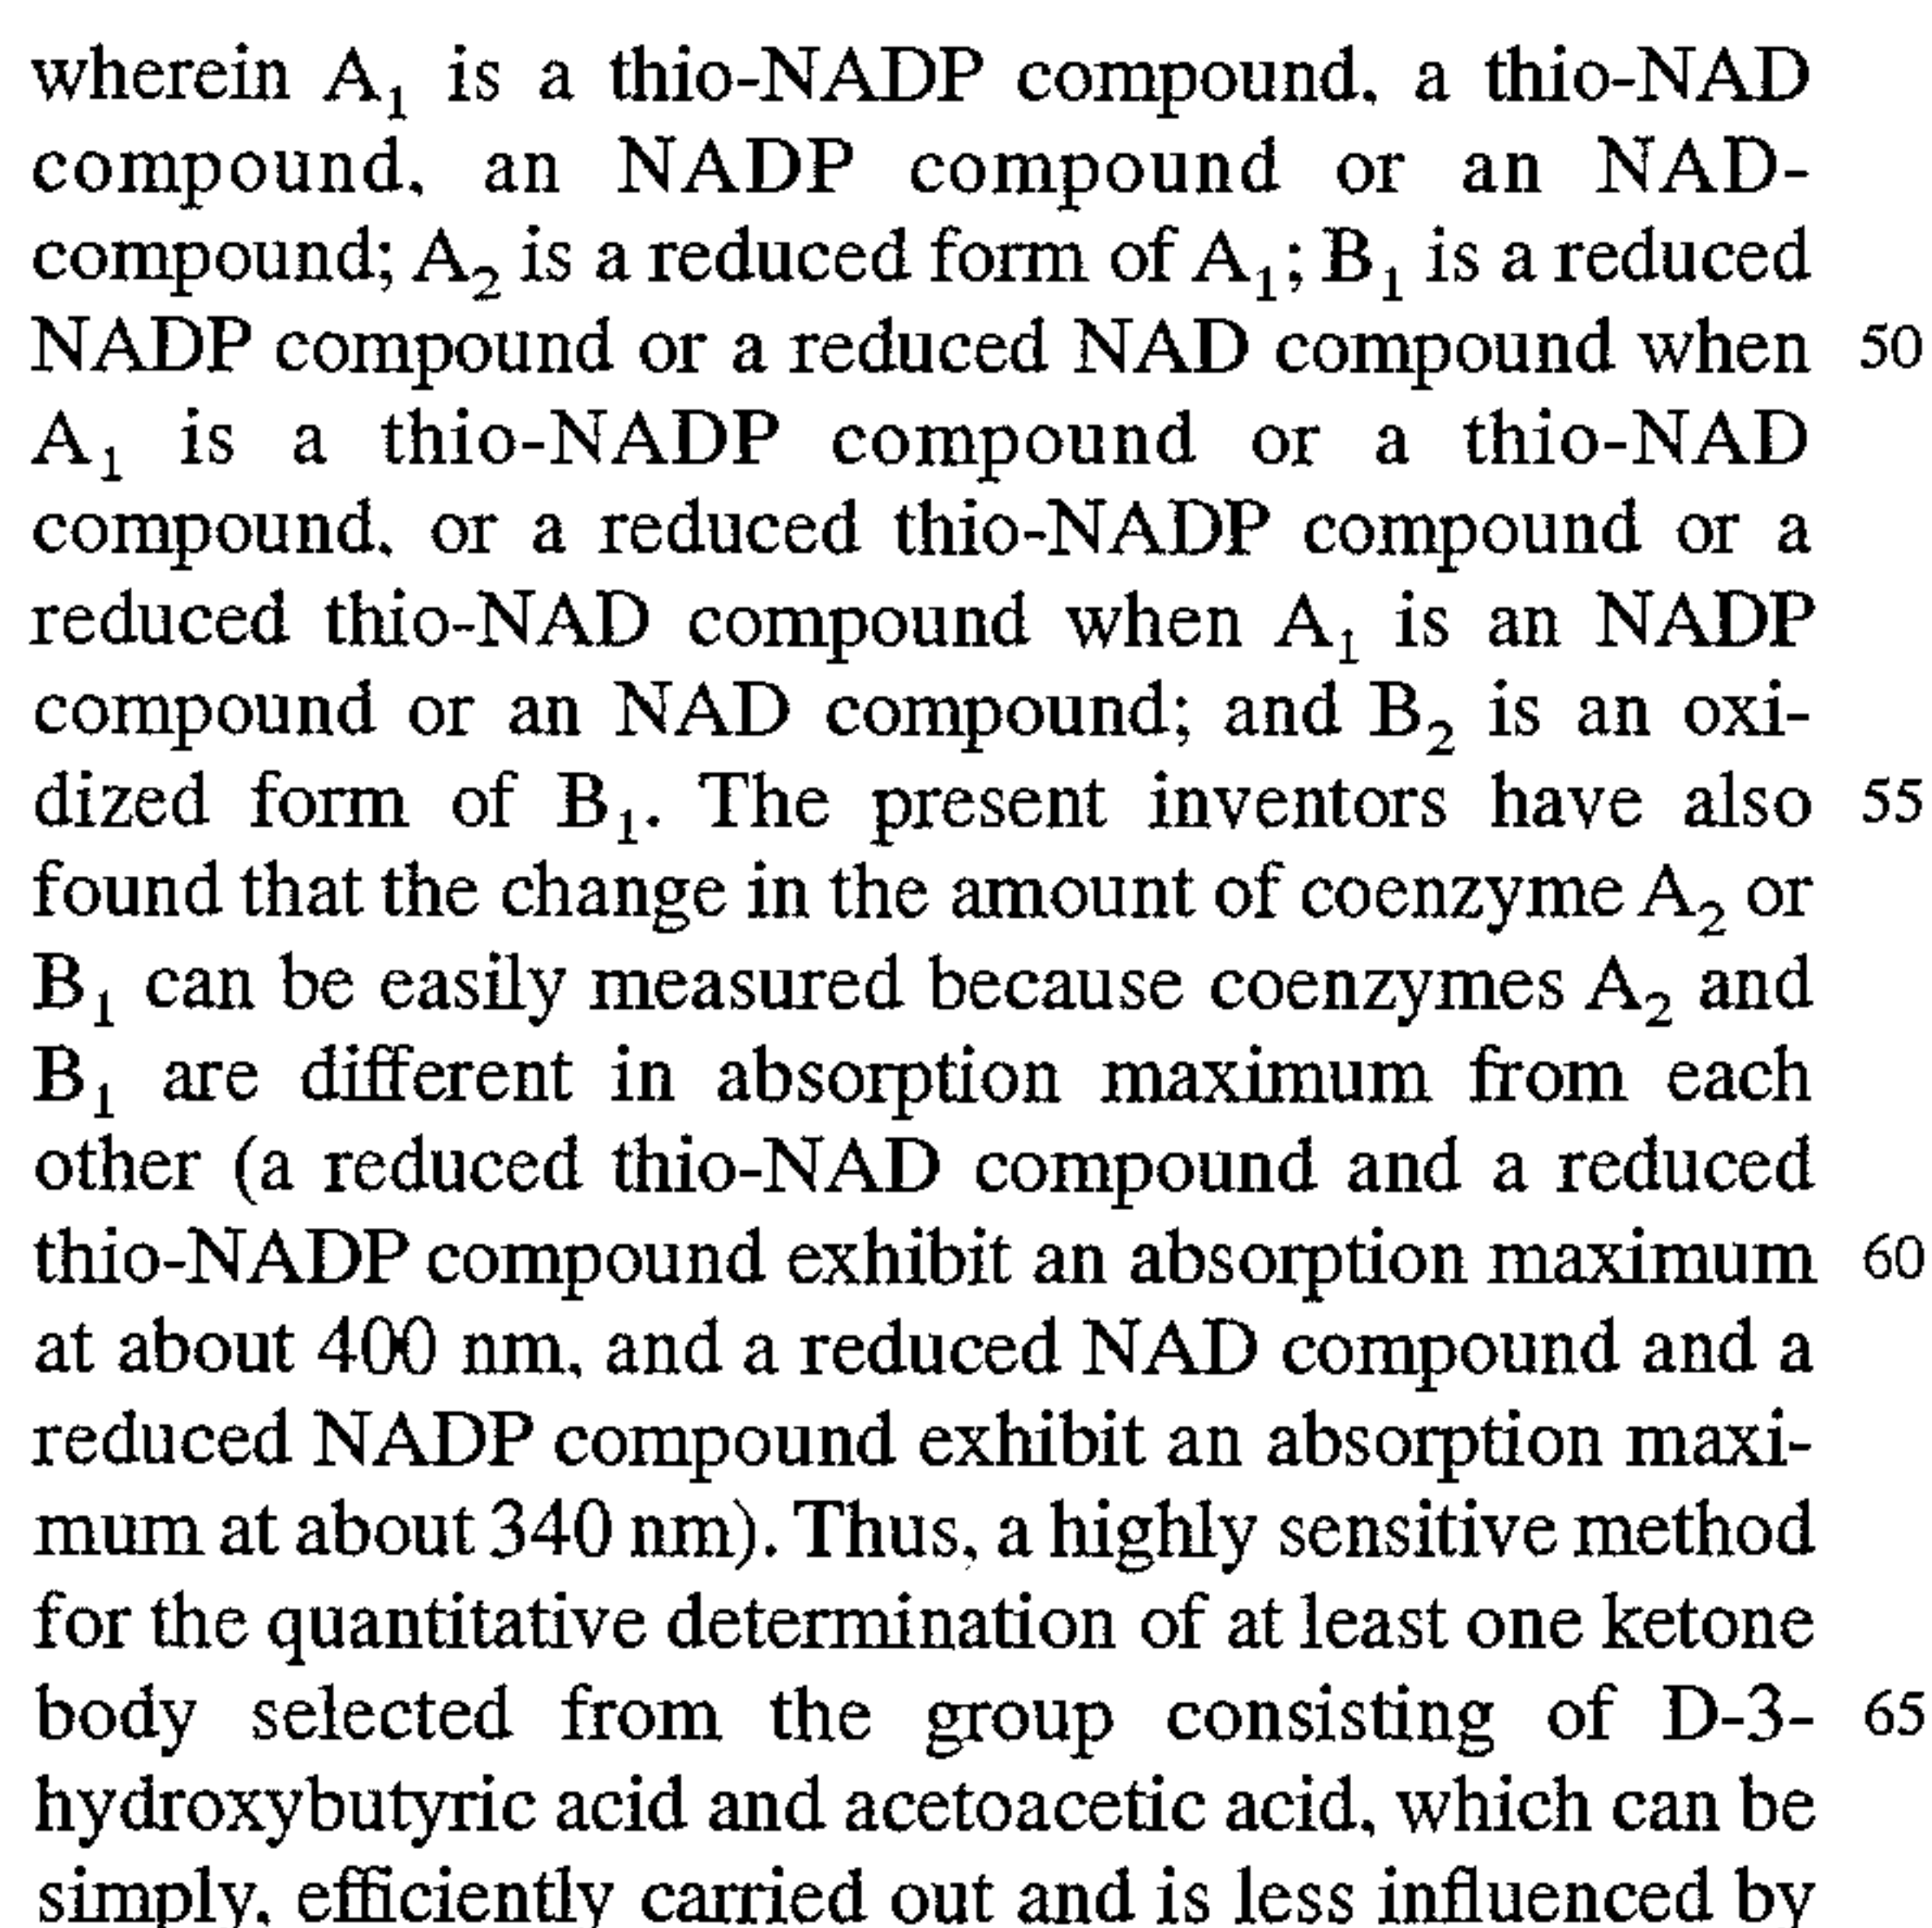 wherein A₁ is a thio-NADP compound, a thio-NAD
compound, an NADP compound or an NAD-
compound; A₂ is a reduced form of A₁; B₁ is a reduced
NADP compound or a reduced NAD compound when 50
A₁ is a thio-NADP compound or a thio-NAD
compound, or a reduced thio-NADP compound or a
reduced thio-NAD compound when A₁ is an NADP
compound or an NAD compound; and B₂ is an oxi-
dized form of B₁. The present inventors have also 55
found that the change in the amount of coenzyme A₂ or
B₁ can be easily measured because coenzymes A₂ and
B₁ are different in absorption maximum from each
other (a reduced thio-NAD compound and a reduced
thio-NADP compound exhibit an absorption maximum 60
at about 400 nm, and a reduced NAD compound and a
reduced NADP compound exhibit an absorption maxi-
mum at about 340 nm). Thus, a highly sensitive method
for the quantitative determination of at least one ketone
body selected from the group consisting of D-3- 65
hydroxybutyric acid and acetoacetic acid, which can be
simply, efficiently carried out and is less influenced by